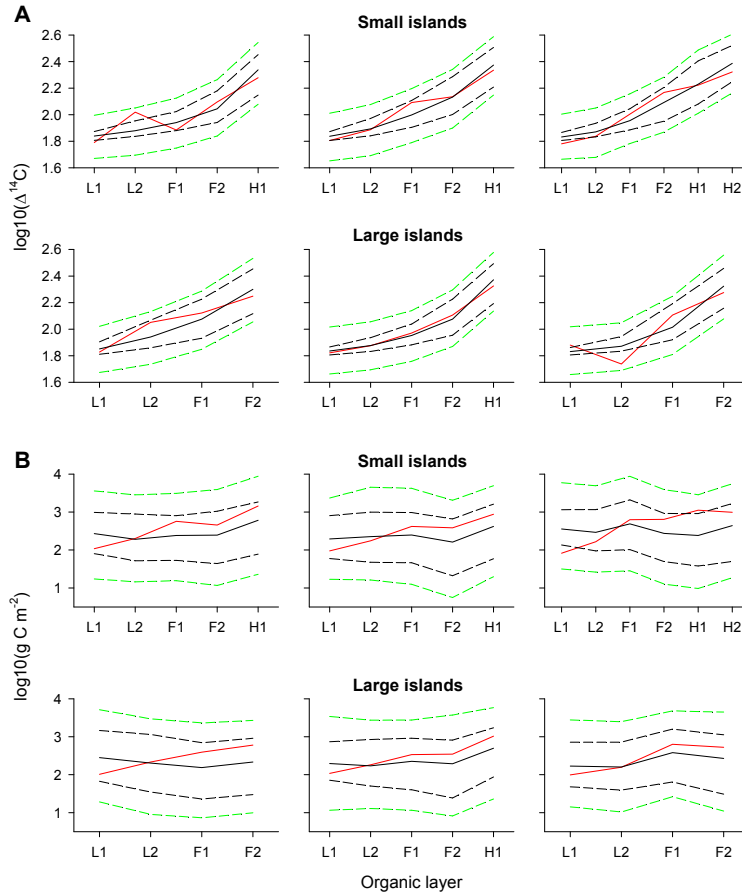 A
Small islands
2.6
2.4
2.2
2.0
1.8
1.6
L1 L2 F1 F2 H1
L1 L2 F1 F2 H1
L1 L2 F1 F2 H1 H2
log10(Δ¹⁴C)
Large islands
2.6
2.4
2.2
2.0
1.8
1.6
L1 L2 F1 F2
L1 L2 F1 F2 H1
L1 L2 F1 F2
B
Small islands
4
3
2
1
L1 L2 F1 F2 H1
L1 L2 F1 F2 H1
L1 L2 F1 F2 H1 H2
log10(g C m⁻²)
Large islands
4
3
2
1
L1 L2 F1 F2
L1 L2 F1 F2 H1
L1 L2 F1 F2
Organic layer